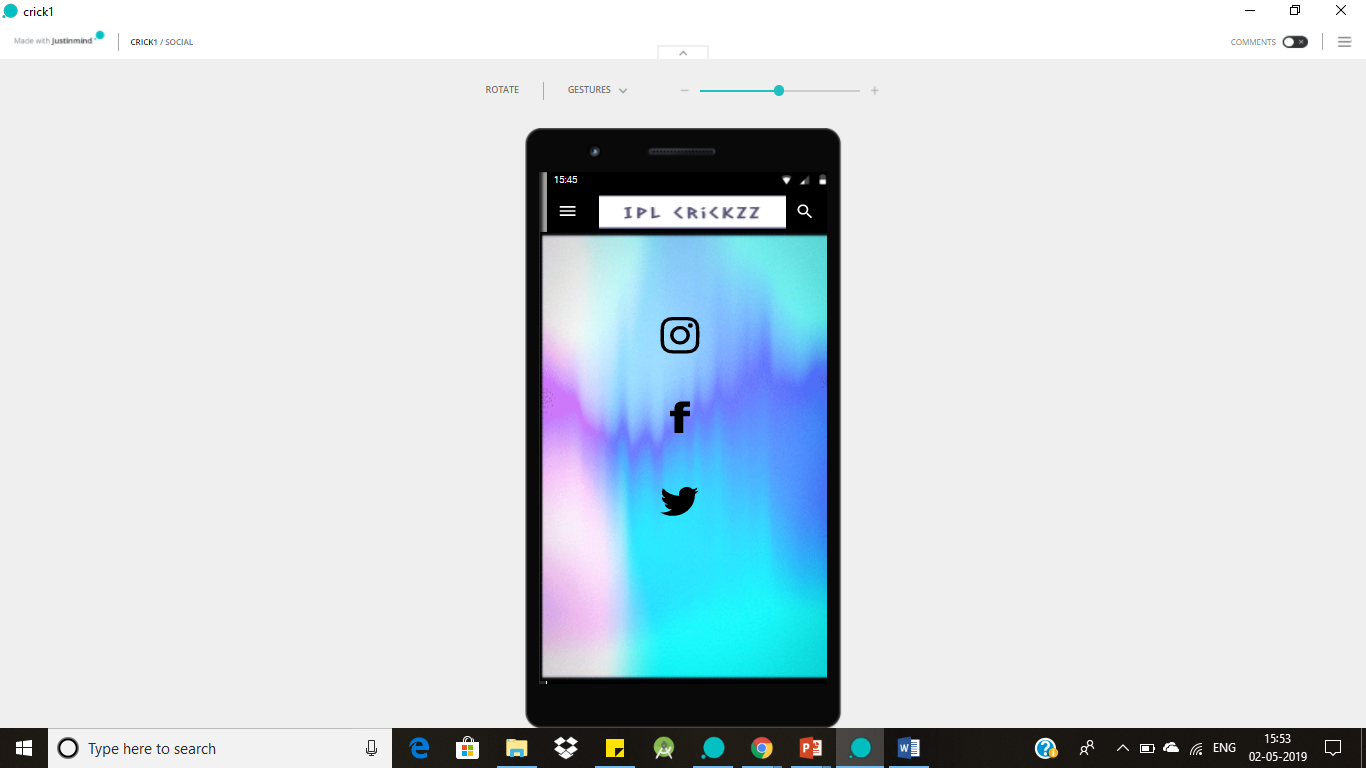 crick1
Made with Justinmind
CRICK1 / SOCIAL
COMMENTS
ROTATE
GESTURES
15:45
IPL CRiCKZZ
Type here to search
ENG
15:53
02-05-2019